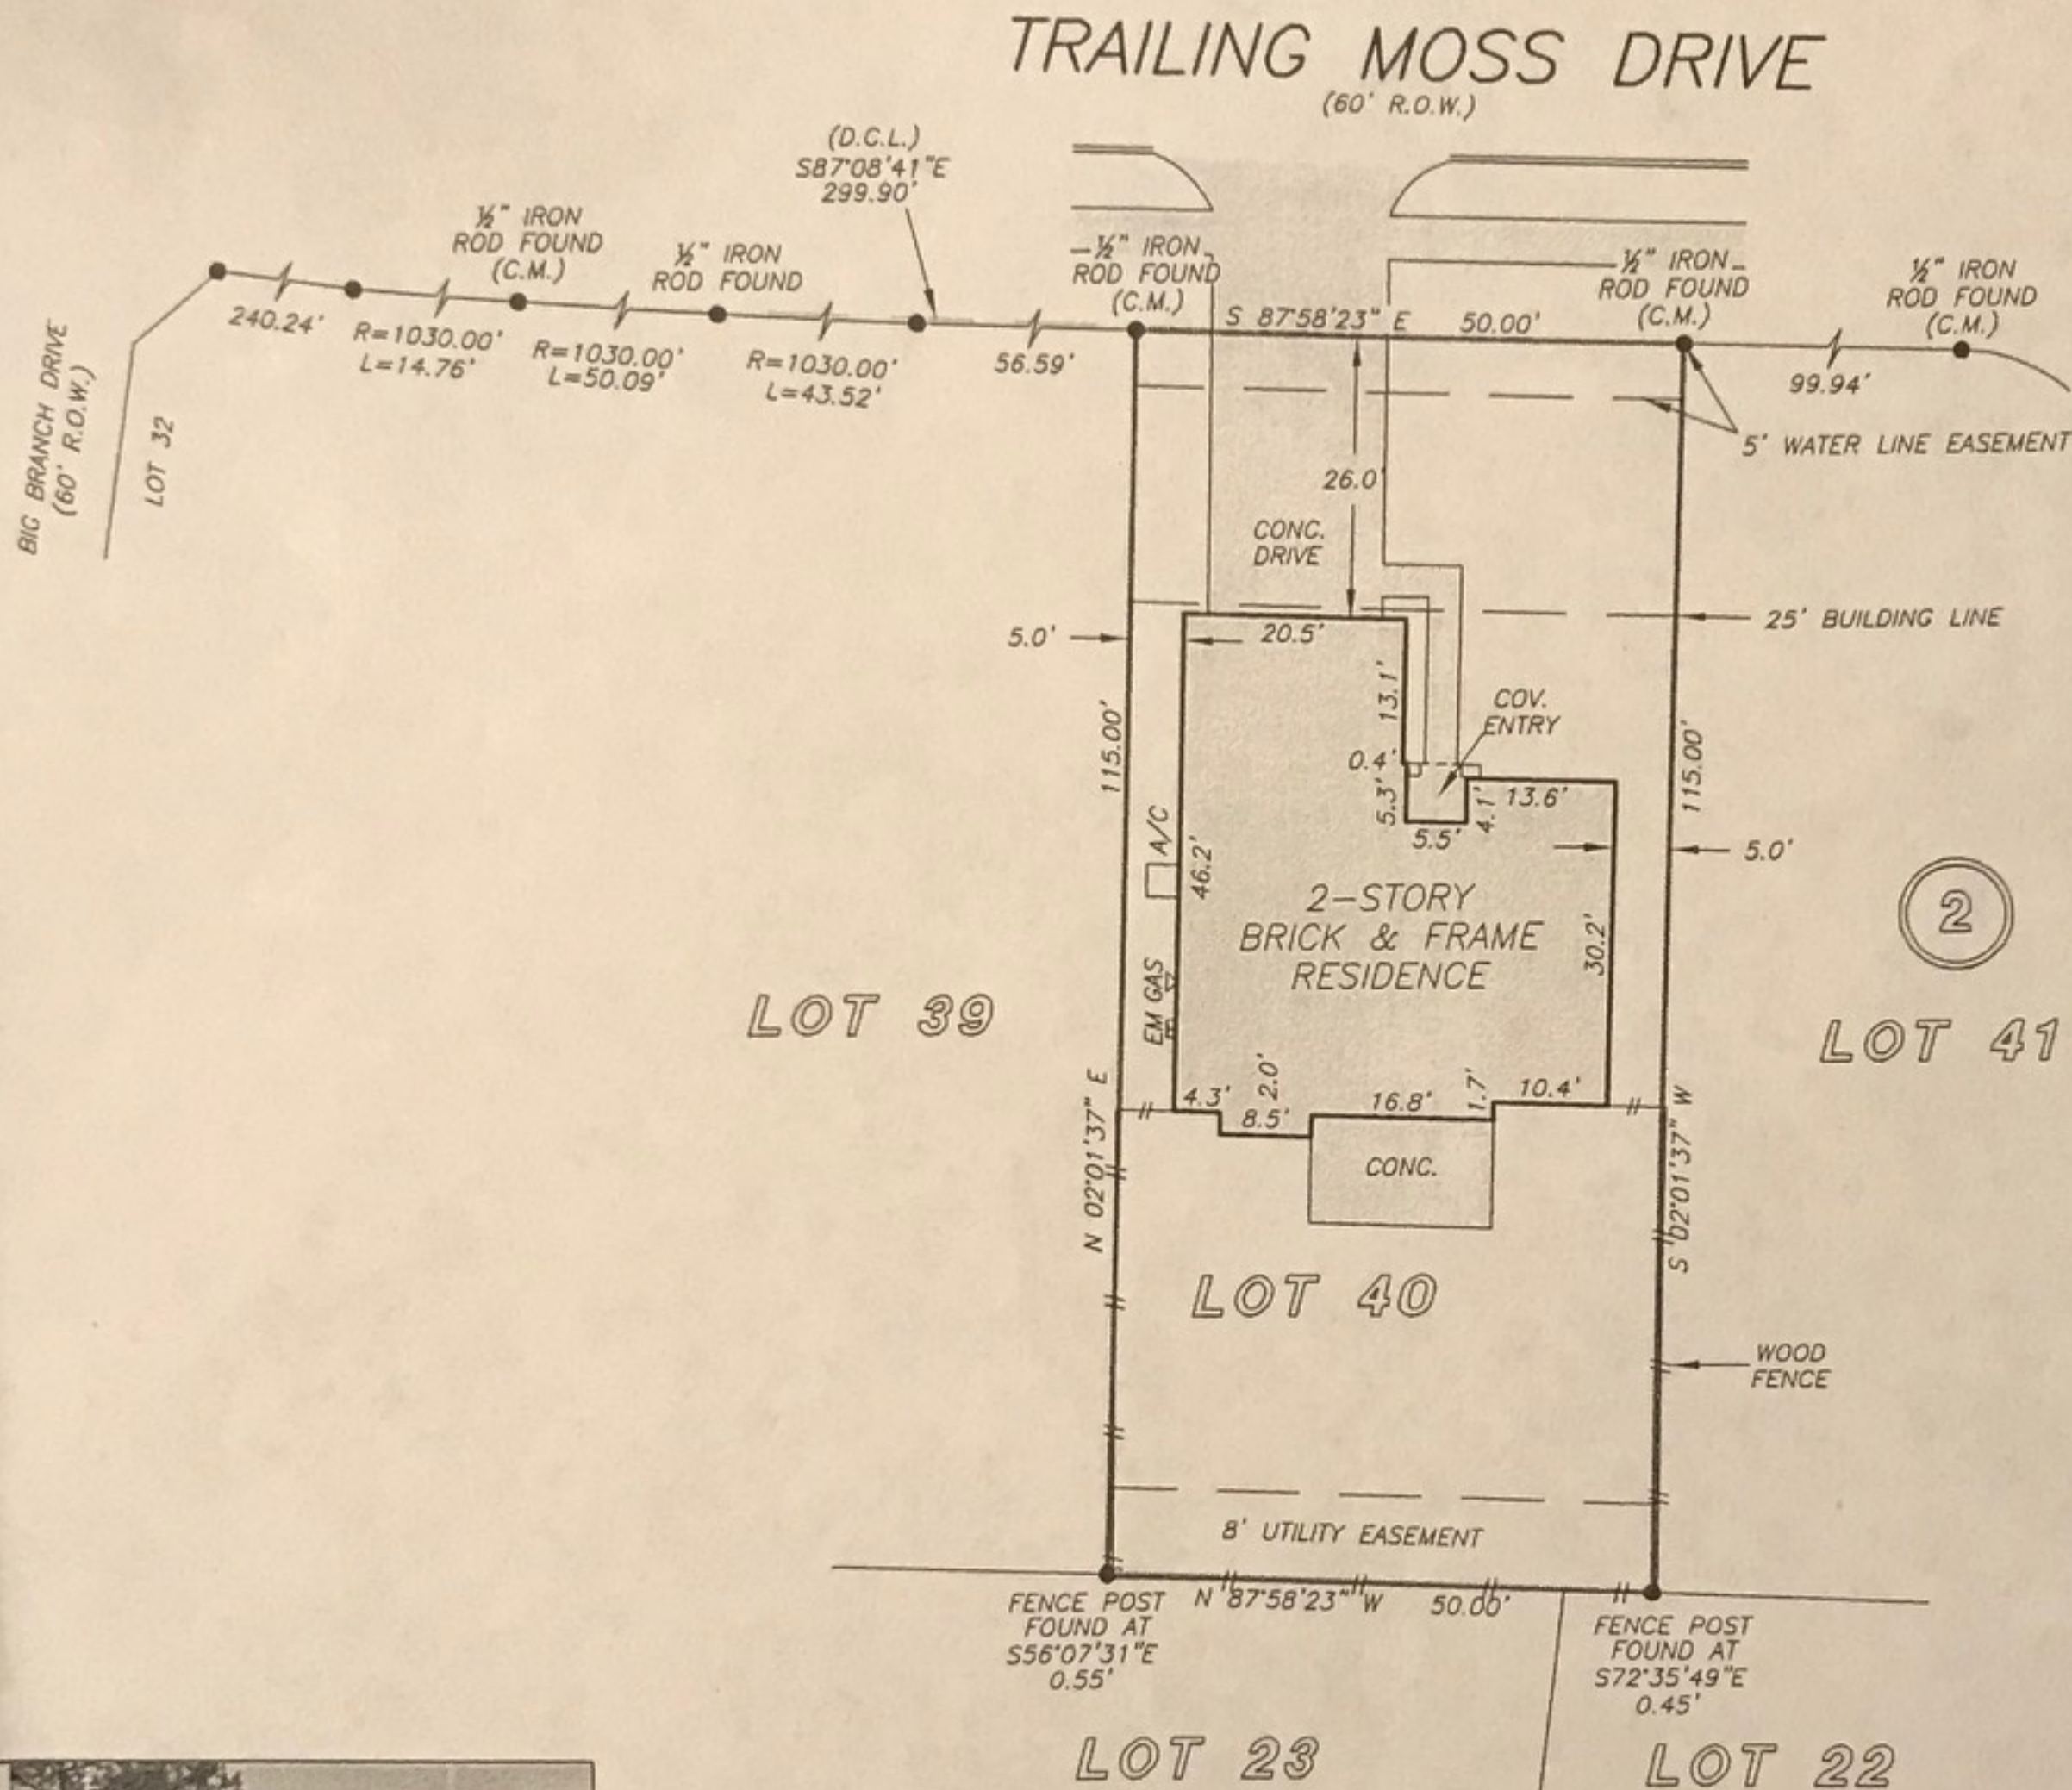 TRAILING MOSS DRIVE
(60' R.O.W.)
(D.C.L.)
S87°08'41"E
299.90'
½" IRON
ROD FOUND
(C.M.)
½" IRON
ROD FOUND
½" IRON
ROD FOUND
(C.M.)
½" IRON
ROD FOUND
(C.M.)
½" IRON
ROD FOUND
(C.M.)
240.24'
R=1030.00'
L=14.76'
R=1030.00'
L=50.09'
R=1030.00'
L=43.52'
56.59'
S 87°58'23" E 50.00'
99.94'
BIG BRANCH DRIVE
(60' R.O.W.)
LOT 32
5' WATER LINE EASEMENT
26.0'
CONC.
DRIVE
25' BUILDING LINE
5.0'
20.5'
13.1'
COV.
ENTRY
115.00'
115.00'
0.4'
5.3'
4.1'
13.6'
5.5'
5.0'
A/C
46.2'
2-STORY
BRICK & FRAME
RESIDENCE
30.2'
2
EM GAS
LOT 39
LOT 41
4.3'
2.0'
8.5'
16.8'
1.7'
10.4'
N 02°01'37" E
S 02°01'37" W
CONC.
LOT 40
WOOD
FENCE
8' UTILITY EASEMENT
N 87°58'23" W 50.00'
FENCE POST
FOUND AT
S56°07'31"E
0.55'
FENCE POST
FOUND AT
S72°35'49"E
0.45'
LOT 23
LOT 22